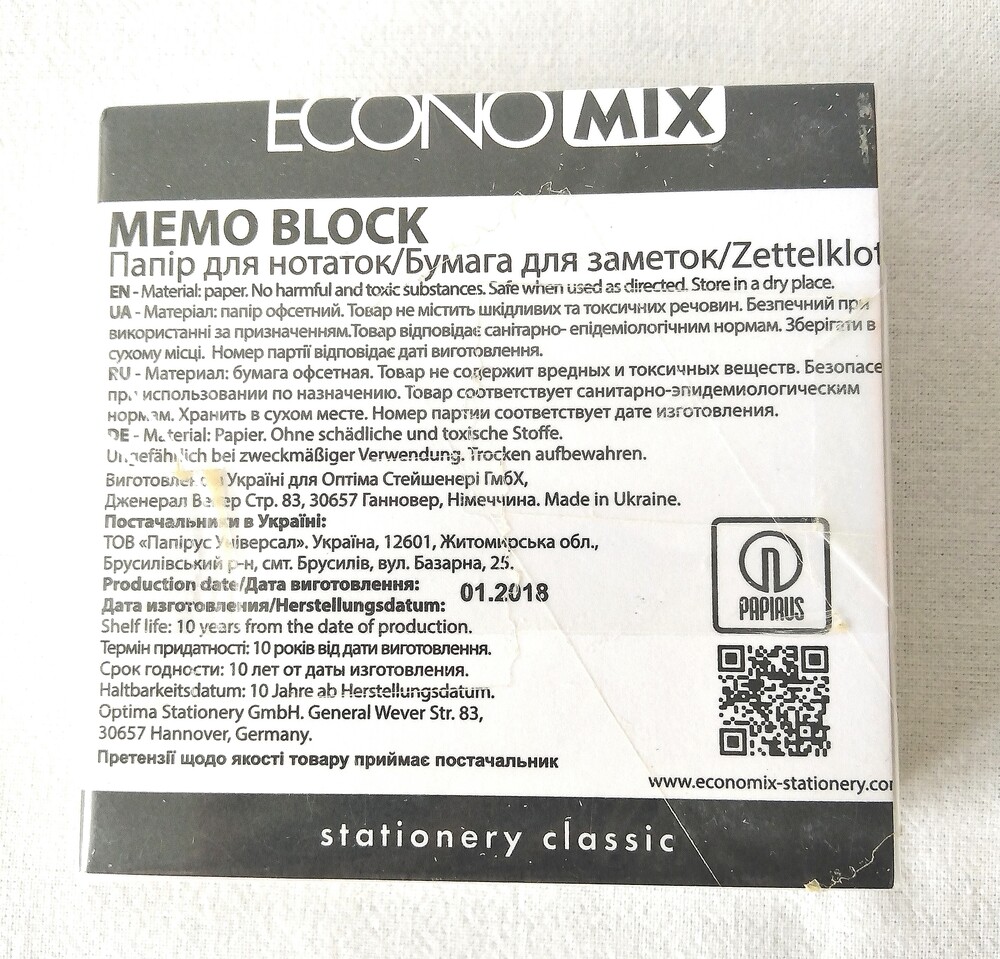 ECONOMIX
MEMO BLOCK
Папір для нотаток/Бумага для заметок/Zettelklot
EN - Material: paper. No harmful and toxic substances. Safe when used as directed. Store in a dry place.
UA - Матеріал: папір офсетний. Товар не містить шкідливих та токсичних речовин. Безпечний при
використанні за призначенням.Товар відповідає санітарно- епідеміологічним нормам. Зберігати в
сухому місці. Номер партії відповідає даті виготовлення.
RU - Материал: бумага офсетная. Товар не содержит вредных и токсичных веществ. Безопасе
при использовании по назначению. Товар соответствует санитарно-эпидемиологическим
нормам. Хранить в сухом месте. Номер партии соответствует дате изготовления.
DE - Material: Papier. Ohne schädliche und toxische Stoffe.
Ungefährlich bei zweckmäßiger Verwendung. Trocken aufbewahren.
Виготовлено в Україні для Оптіма Стейшенері ГмбХ,
Дженерал Вевер Стр. 83, 30657 Ганновер, Німеччина. Made in Ukraine.
Постачальники в Україні:
ТОВ «Папірус Універсал». Україна, 12601, Житомирська обл.,
Брусилівський р-н, смт. Брусилів, вул. Базарна, 25.
Production date/Дата виготовлення:
Дата изготовления/Herstellungsdatum: 01.2018
Shelf life: 10 years from the date of production.
Термін придатності: 10 років від дати виготовлення.
Срок годности: 10 лет от даты изготовления.
Haltbarkeitsdatum: 10 Jahre ab Herstellungsdatum.
Optima Stationery GmbH. General Wever Str. 83,
30657 Hannover, Germany.
Претензії щодо якості товару приймає постачальник
PAPIRUS
www.economix-stationery.com
stationery classic